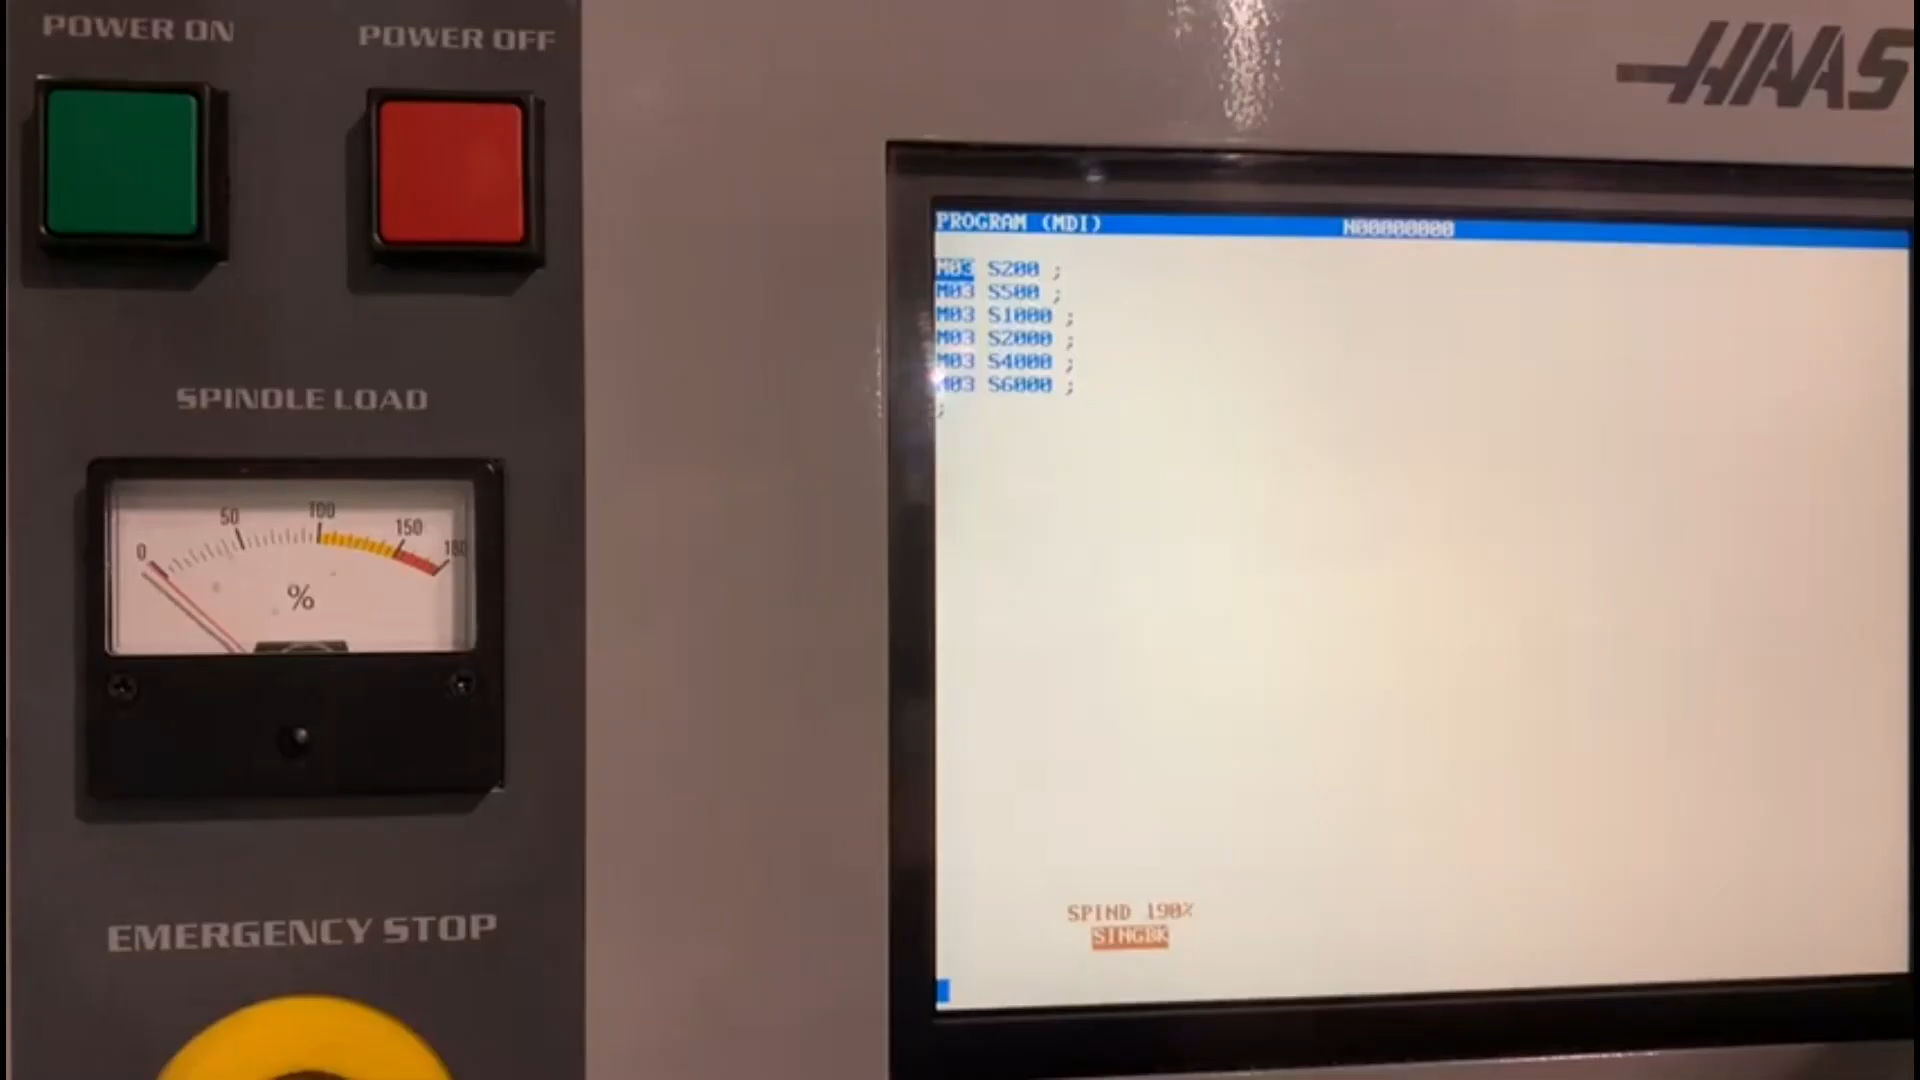 POWER ON
POWER OFF
HAAS
SPINDLE LOAD
0 50 100 150 180
%
EMERGENCY STOP
PROGRAM (MDI) N00000000
M03 S200 ;
M03 S500 ;
M03 S1000 ;
M03 S2000 ;
M03 S4000 ;
M03 S6000 ;
;
SPIND 190%
SINGBK